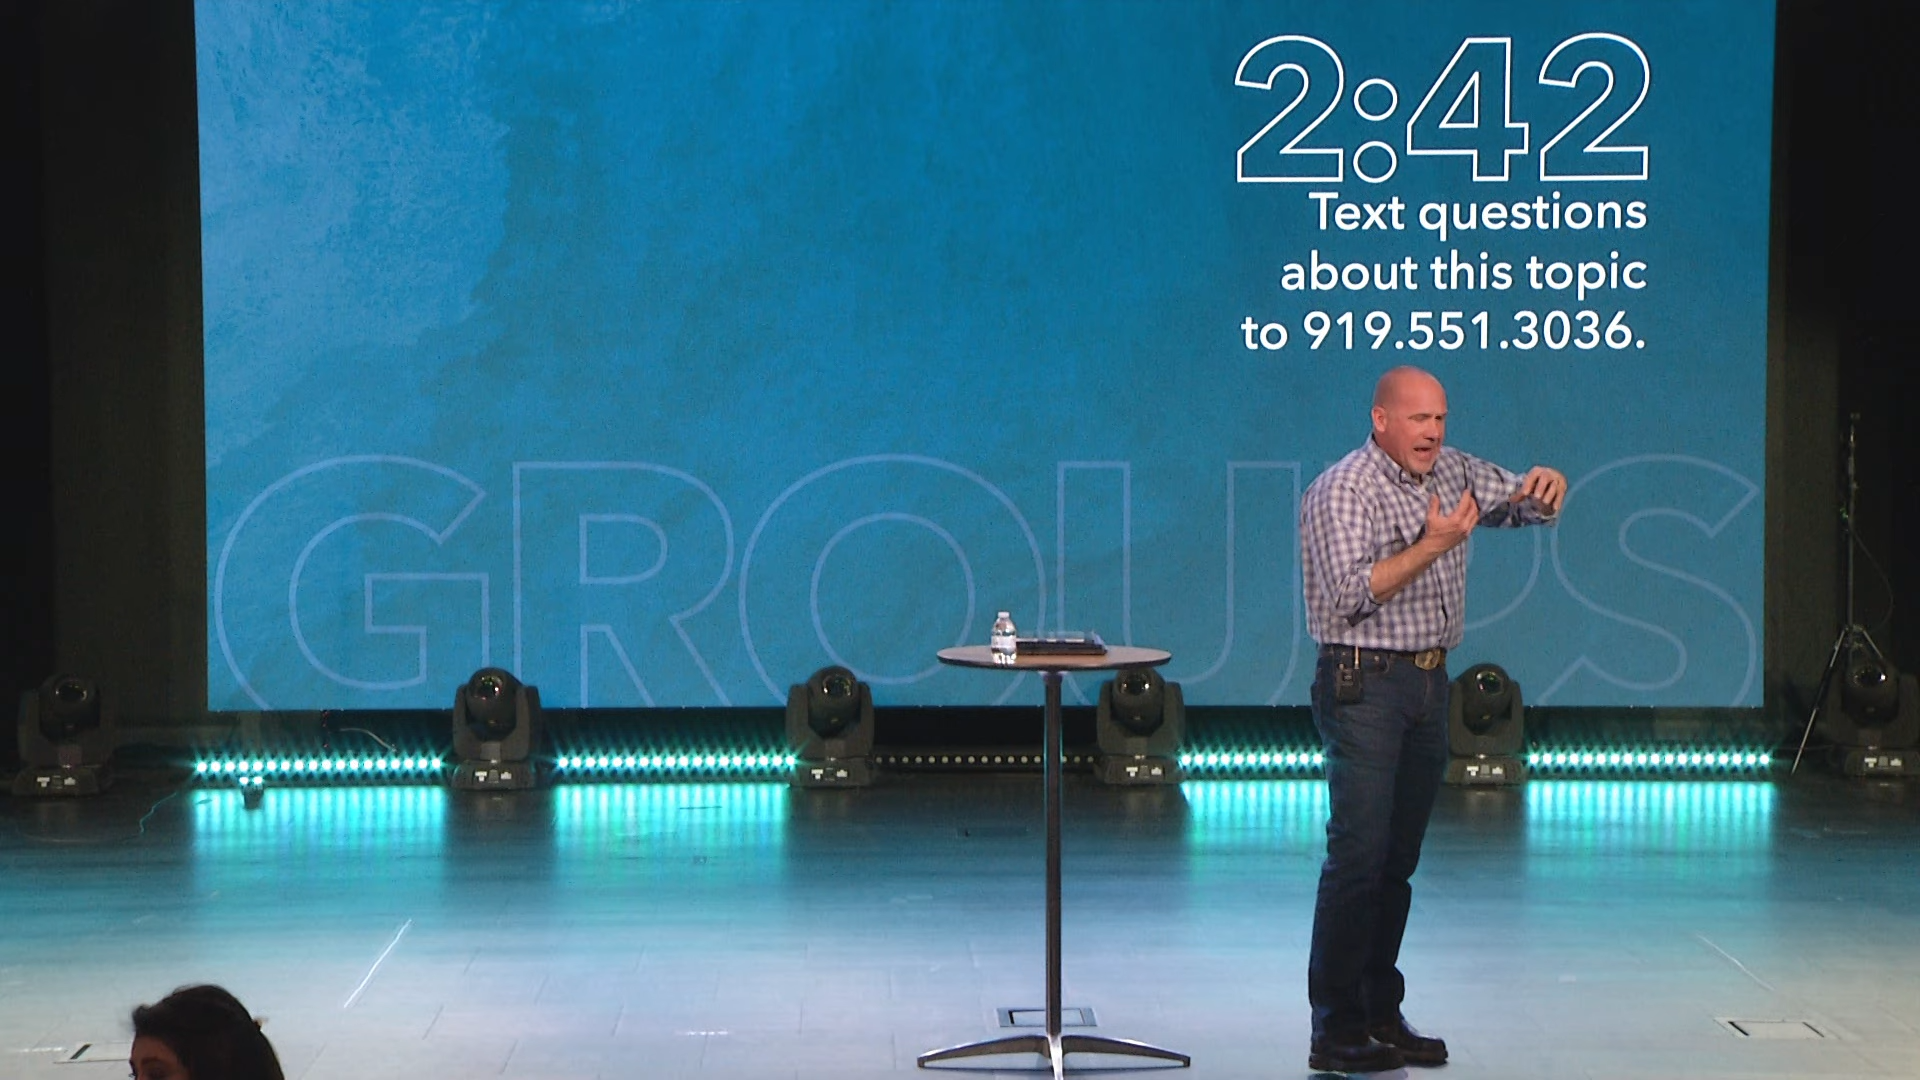 2:42
Text questions
about this topic
to 919.551.3036.
GROUPS